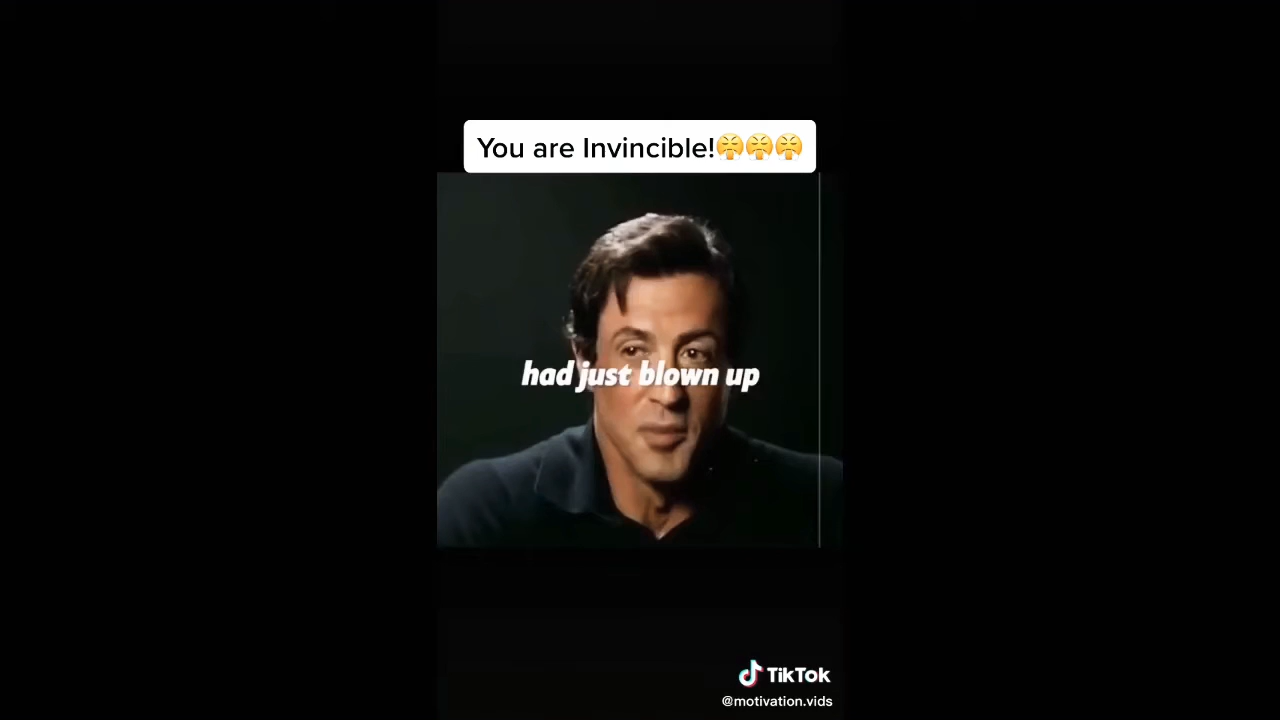 You are Invincible!😤😤😤
had just blown up
TikTok
@motivation.vids